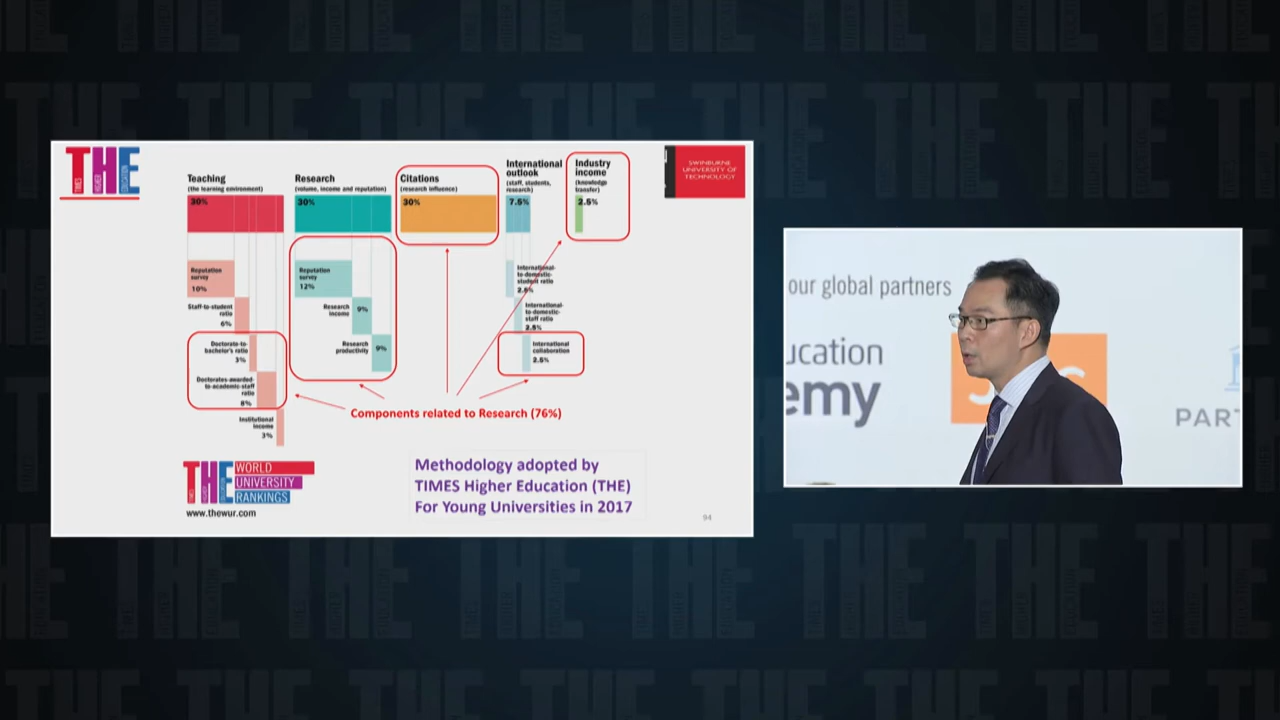 THE
TIMES
HIGHER
EDUCATION
SWINBURNE
UNIVERSITY OF
TECHNOLOGY
Teaching
(the learning environment)
30%
Reputation
survey
10%
Staff-to-student
ratio
6%
Doctorate-to-
bachelor's ratio
3%
Doctorates-awarded-
to-academic-staff
ratio
6%
Institutional
income
3%
Research
(volume, income and reputation)
30%
Reputation
survey
12%
Research
income
9%
Research
productivity
9%
Citations
(research influence)
30%
International
outlook
(staff, students,
research)
7.5%
International-
to-domestic-
student ratio
2.5%
International-
to-domestic-
staff ratio
2.5%
International
collaboration
2.5%
Industry
income
(knowledge
transfer)
2.5%
Components related to Research (76%)
THE
WORLD
UNIVERSITY
RANKINGS
www.thewur.com
Methodology adopted by
TIMES Higher Education (THE)
For Young Universities in 2017
94
our global partners
ucation
emy
PART